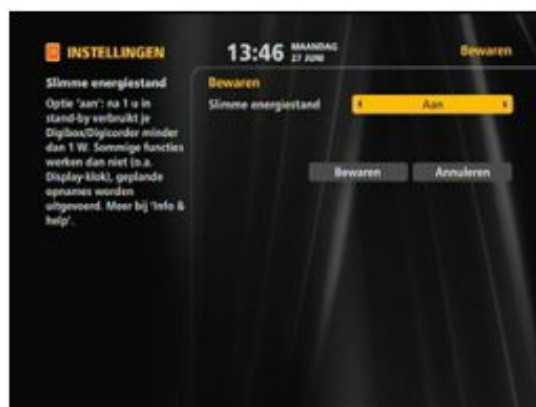 INSTELLINGEN
13:46 MAANDAG
27 JUNI
Bewaren
Slimme energiestand
Optie 'aan': na 1 u in
stand-by verbruikt je
Digibox/Digicorder minder
dan 1 W. Sommige functies
werken dan niet (o.a.
Display-klok), geplande
opnames worden
uitgevoerd. Meer bij 'Info &
help'.
Bewaren
Slimme energiestand
Aan
Bewaren
Annuleren